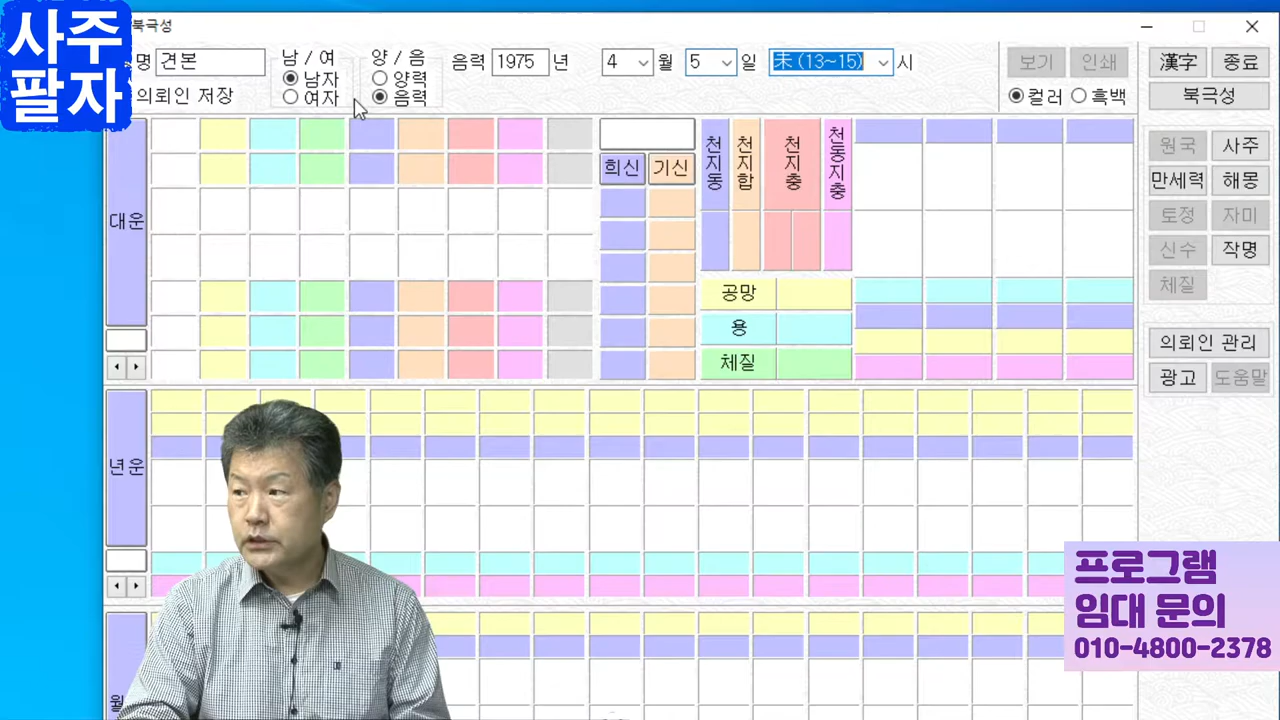 사주
팔자
북극성
명 견본
남 / 여
남자
여자
양 / 음
양력
음력
음력 1975 년 4 월 5 일 未 (13~15) 시
의뢰인 저장
보기 인쇄
컬러 흑백
漢字 종료
북극성
원국 사주
만세력 해몽
토정 자미
신수 작명
체질
의뢰인 관리
광고 도움말
대운
희신 기신
천지동
천지합
천지충
천동지충
공망
용
체질
년운
월
프로그램
임대 문의
010-4800-2378